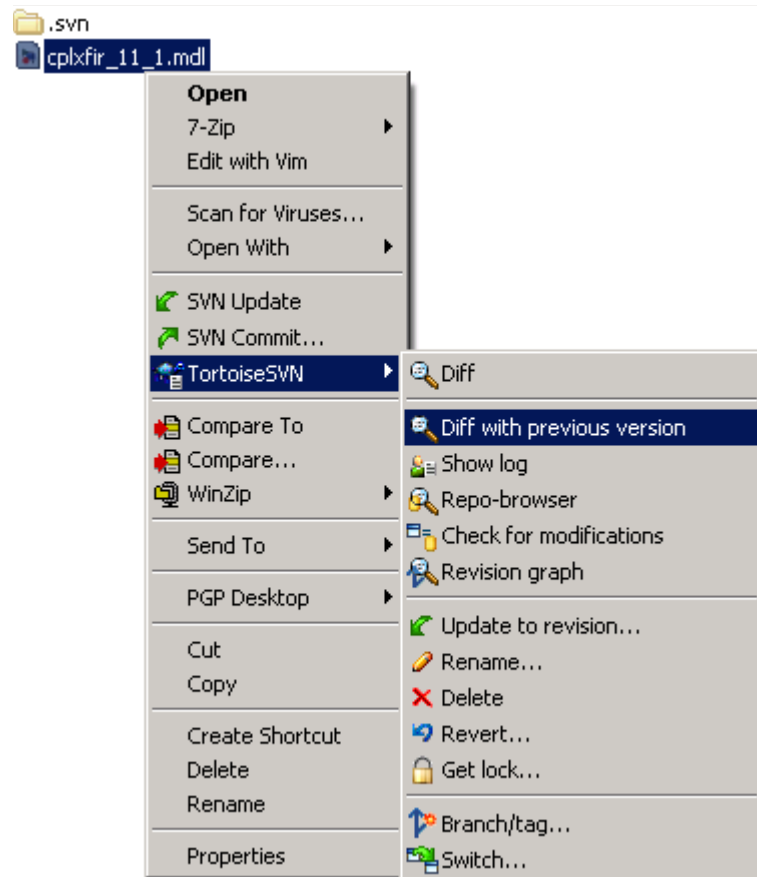 .svn
cplxfir_11_1.mdl
Open
7-Zip
Edit with Vim
Scan for Viruses...
Open With
SVN Update
SVN Commit...
TortoiseSVN
Compare To
Compare...
WinZip
Send To
PGP Desktop
Cut
Copy
Create Shortcut
Delete
Rename
Properties
Diff
Diff with previous version
Show log
Repo-browser
Check for modifications
Revision graph
Update to revision...
Rename...
Delete
Revert...
Get lock...
Branch/tag...
Switch...